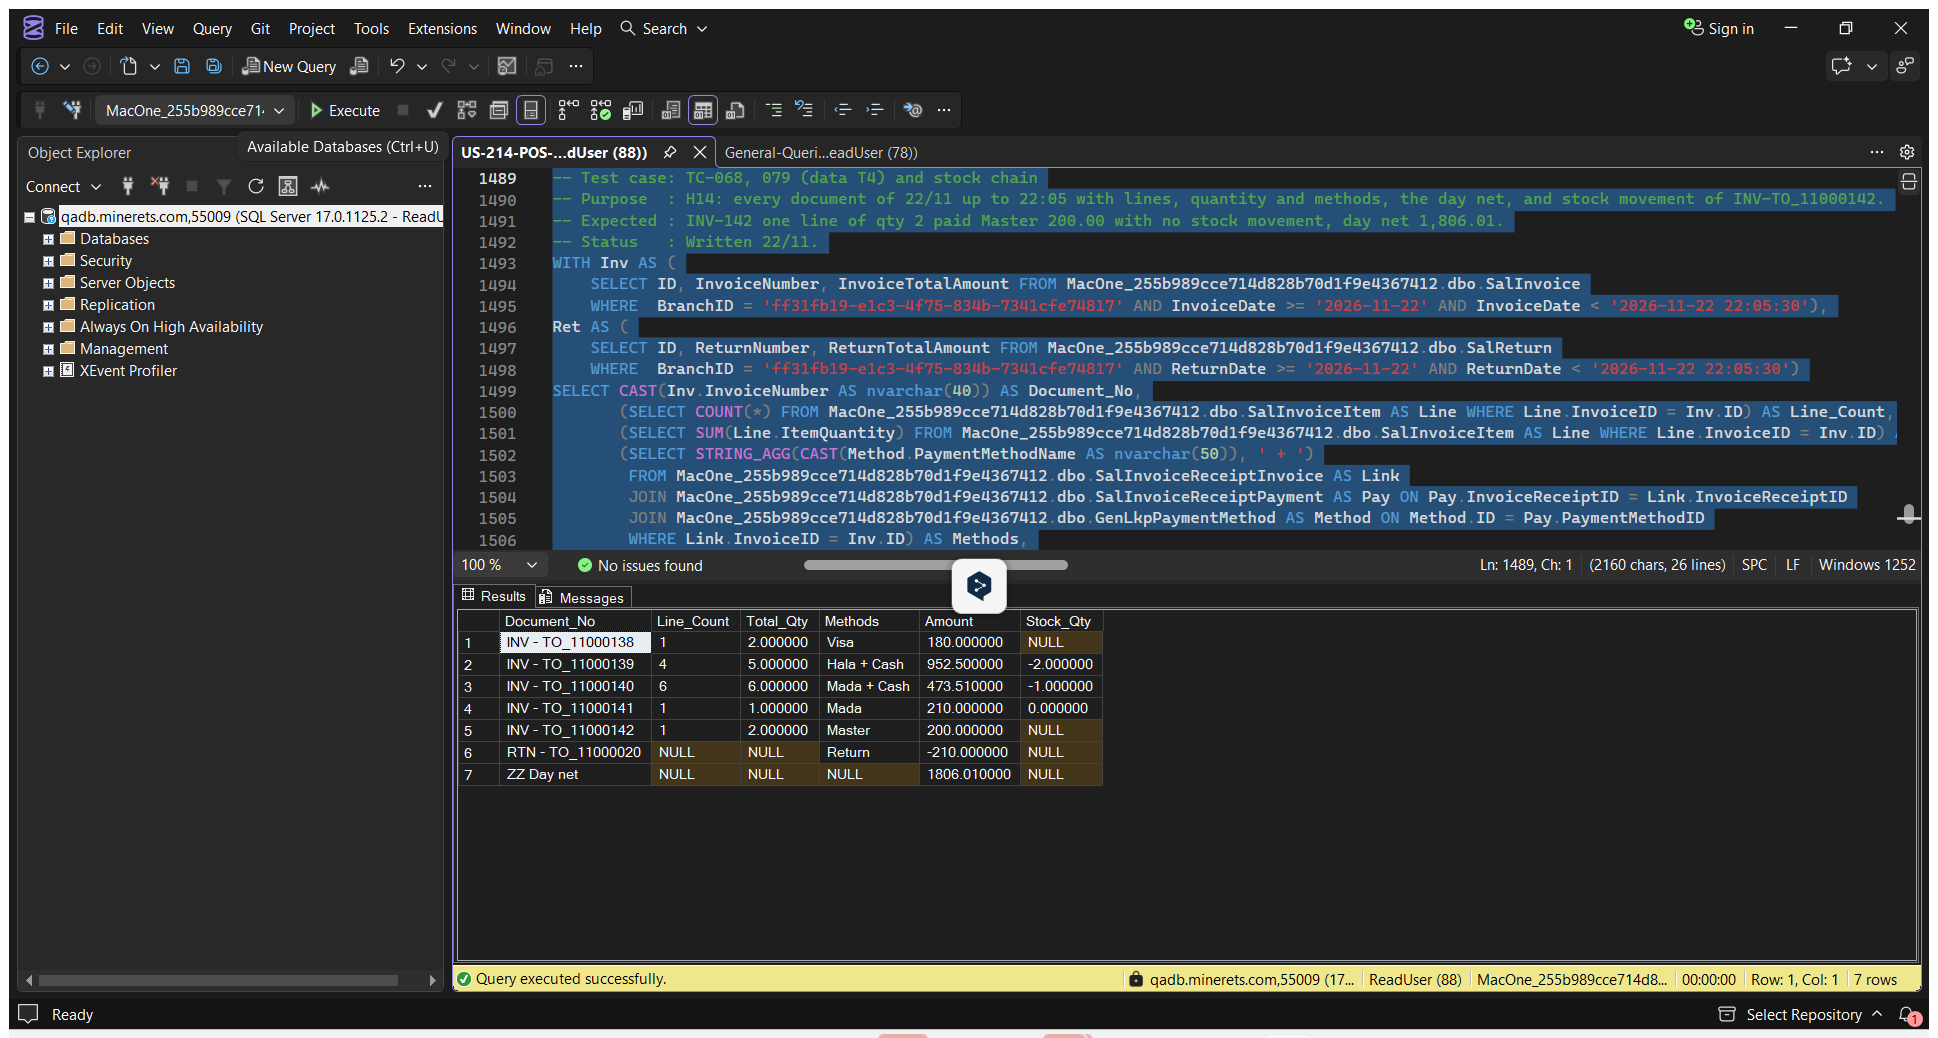 File Edit View Query Git Project Tools Extensions Window Help Search Sign in
New Query
MacOne_255b989cce714 Execute
Object Explorer
Available Databases (Ctrl+U)
US-214-POS-...dUser (88)) General-Queri...eadUser (78))
Connect
qadb.minerets.com,55009 (SQL Server 17.0.1125.2 - ReadU
Databases
Security
Server Objects
Replication
Always On High Availability
Management
XEvent Profiler
1489 -- Test case: TC-068, 079 (data T4) and stock chain
1490 -- Purpose : H14: every document of 22/11 up to 22:05 with lines, quantity and methods, the day net, and stock movement of INV-TO_11000142.
1491 -- Expected : INV-142 one line of qty 2 paid Master 200.00 with no stock movement, day net 1,806.01.
1492 -- Status : Written 22/11.
1493 WITH Inv AS (
1494 SELECT ID, InvoiceNumber, InvoiceTotalAmount FROM MacOne_255b989cce714d828b70d1f9e4367412.dbo.SalInvoice
1495 WHERE BranchID = 'ff31fb19-e1c3-4f75-834b-7341cfe74817' AND InvoiceDate >= '2026-11-22' AND InvoiceDate < '2026-11-22 22:05:30'),
1496 Ret AS (
1497 SELECT ID, ReturnNumber, ReturnTotalAmount FROM MacOne_255b989cce714d828b70d1f9e4367412.dbo.SalReturn
1498 WHERE BranchID = 'ff31fb19-e1c3-4f75-834b-7341cfe74817' AND ReturnDate >= '2026-11-22' AND ReturnDate < '2026-11-22 22:05:30')
1499 SELECT CAST(Inv.InvoiceNumber AS nvarchar(40)) AS Document_No,
1500 (SELECT COUNT(*) FROM MacOne_255b989cce714d828b70d1f9e4367412.dbo.SalInvoiceItem AS Line WHERE Line.InvoiceID = Inv.ID) AS Line_Count,
1501 (SELECT SUM(Line.ItemQuantity) FROM MacOne_255b989cce714d828b70d1f9e4367412.dbo.SalInvoiceItem AS Line WHERE Line.InvoiceID = Inv.ID)
1502 (SELECT STRING_AGG(CAST(Method.PaymentMethodName AS nvarchar(50)), ' + ')
1503 FROM MacOne_255b989cce714d828b70d1f9e4367412.dbo.SalInvoiceReceiptInvoice AS Link
1504 JOIN MacOne_255b989cce714d828b70d1f9e4367412.dbo.SalInvoiceReceiptPayment AS Pay ON Pay.InvoiceReceiptID = Link.InvoiceReceiptID
1505 JOIN MacOne_255b989cce714d828b70d1f9e4367412.dbo.GenLkpPaymentMethod AS Method ON Method.ID = Pay.PaymentMethodID
1506 WHERE Link.InvoiceID = Inv.ID) AS Methods,
100 % No issues found Ln: 1489, Ch: 1 (2160 chars, 26 lines) SPC LF Windows 1252
Results Messages
Document_No Line_Count Total_Qty Methods Amount Stock_Qty
1 INV - TO_11000138 1 2.000000 Visa 180.000000 NULL
2 INV - TO_11000139 4 5.000000 Hala + Cash 952.500000 -2.000000
3 INV - TO_11000140 6 6.000000 Mada + Cash 473.510000 -1.000000
4 INV - TO_11000141 1 1.000000 Mada 210.000000 0.000000
5 INV - TO_11000142 1 2.000000 Master 200.000000 NULL
6 RTN - TO_11000020 NULL NULL Return -210.000000 NULL
7 ZZ Day net NULL NULL NULL 1806.010000 NULL
Query executed successfully. qadb.minerets.com,55009 (17... ReadUser (88) MacOne_255b989cce714d8... 00:00:00 Row: 1, Col: 1 7 rows
Ready Select Repository 1